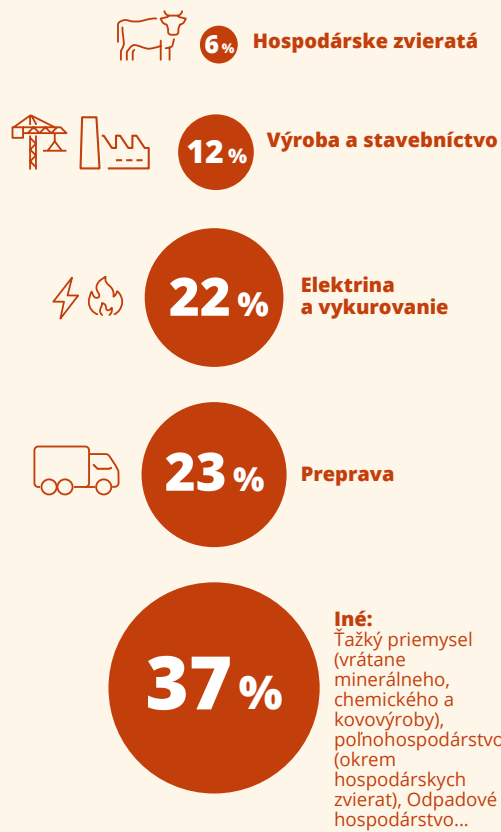 6 % Hospodárske zvieratá
12 % Výroba a stavebníctvo
22 % Elektrina
a vykurovanie
23 % Preprava
37 %
Iné:
Ťažký priemysel
(vrátane
minerálneho,
chemického a
kovovýroby),
poľnohospodárstvo
(okrem
hospodárskych
zvierat), Odpadové
hospodárstvo...